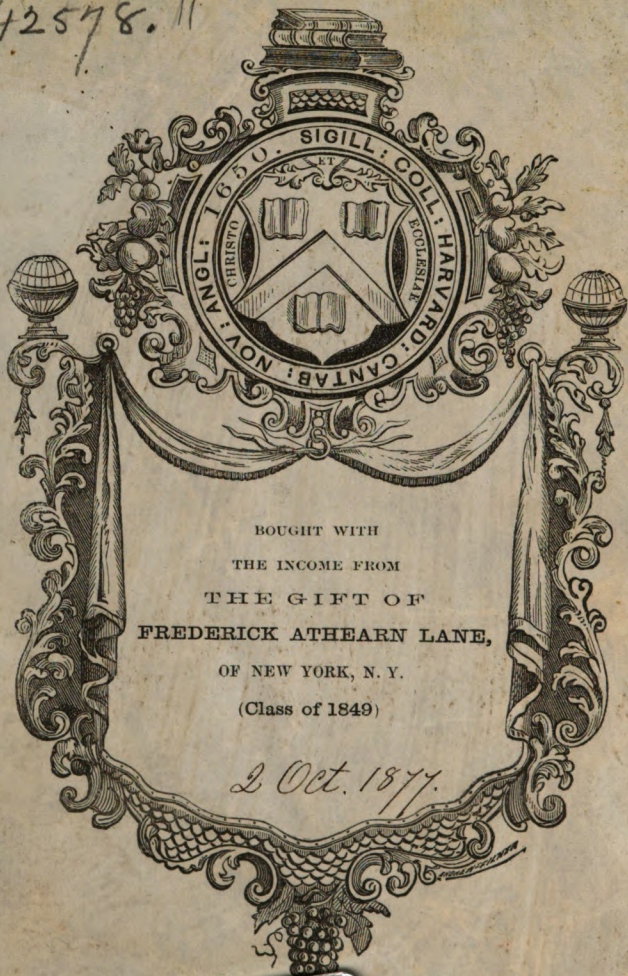 42578. 11
1650. SIGILL: COLL: HARVARD: CANTAB: NOV: ANGL:
CHRISTO ET ECCLESIAE
BOUGHT WITH
THE INCOME FROM
THE GIFT OF
FREDERICK ATHEARN LANE,
OF NEW YORK, N. Y.
(Class of 1849)
2 Oct. 1877.